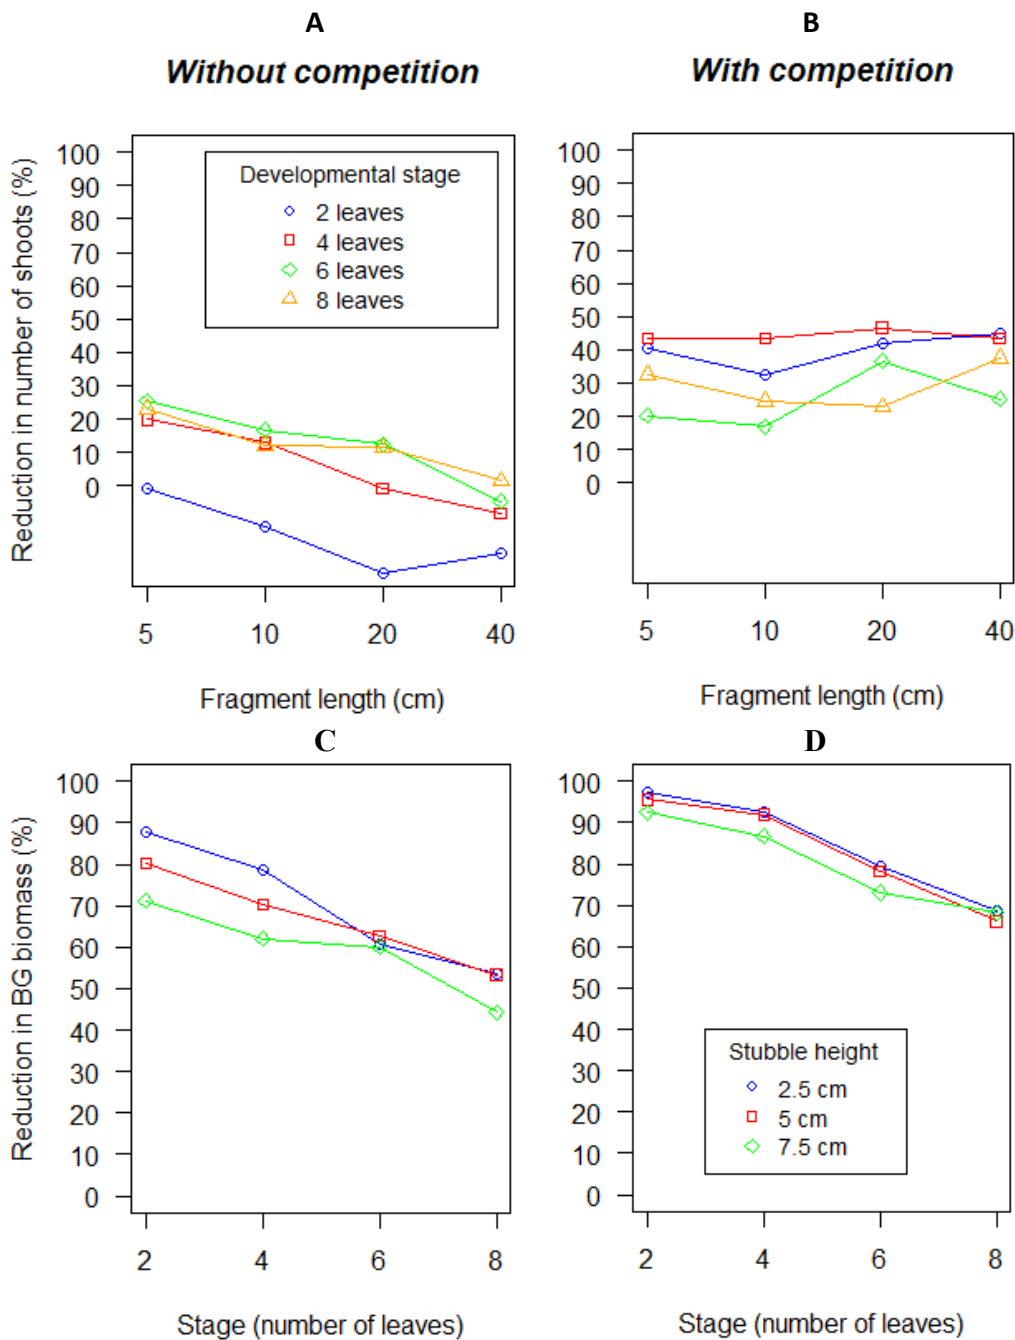 A
B
Without competition
With competition
Reduction in number of shoots (%)
100
90
80
70
60
50
40
30
20
10
0
Developmental stage
2 leaves
4 leaves
6 leaves
8 leaves
5 10 20 40
Fragment length (cm)
100
90
80
70
60
50
40
30
20
10
0
5 10 20 40
Fragment length (cm)
C
D
Reduction in BG biomass (%)
100
90
80
70
60
50
40
30
20
10
0
2 4 6 8
Stage (number of leaves)
100
90
80
70
60
50
40
30
20
10
0
Stubble height
2.5 cm
5 cm
7.5 cm
2 4 6 8
Stage (number of leaves)